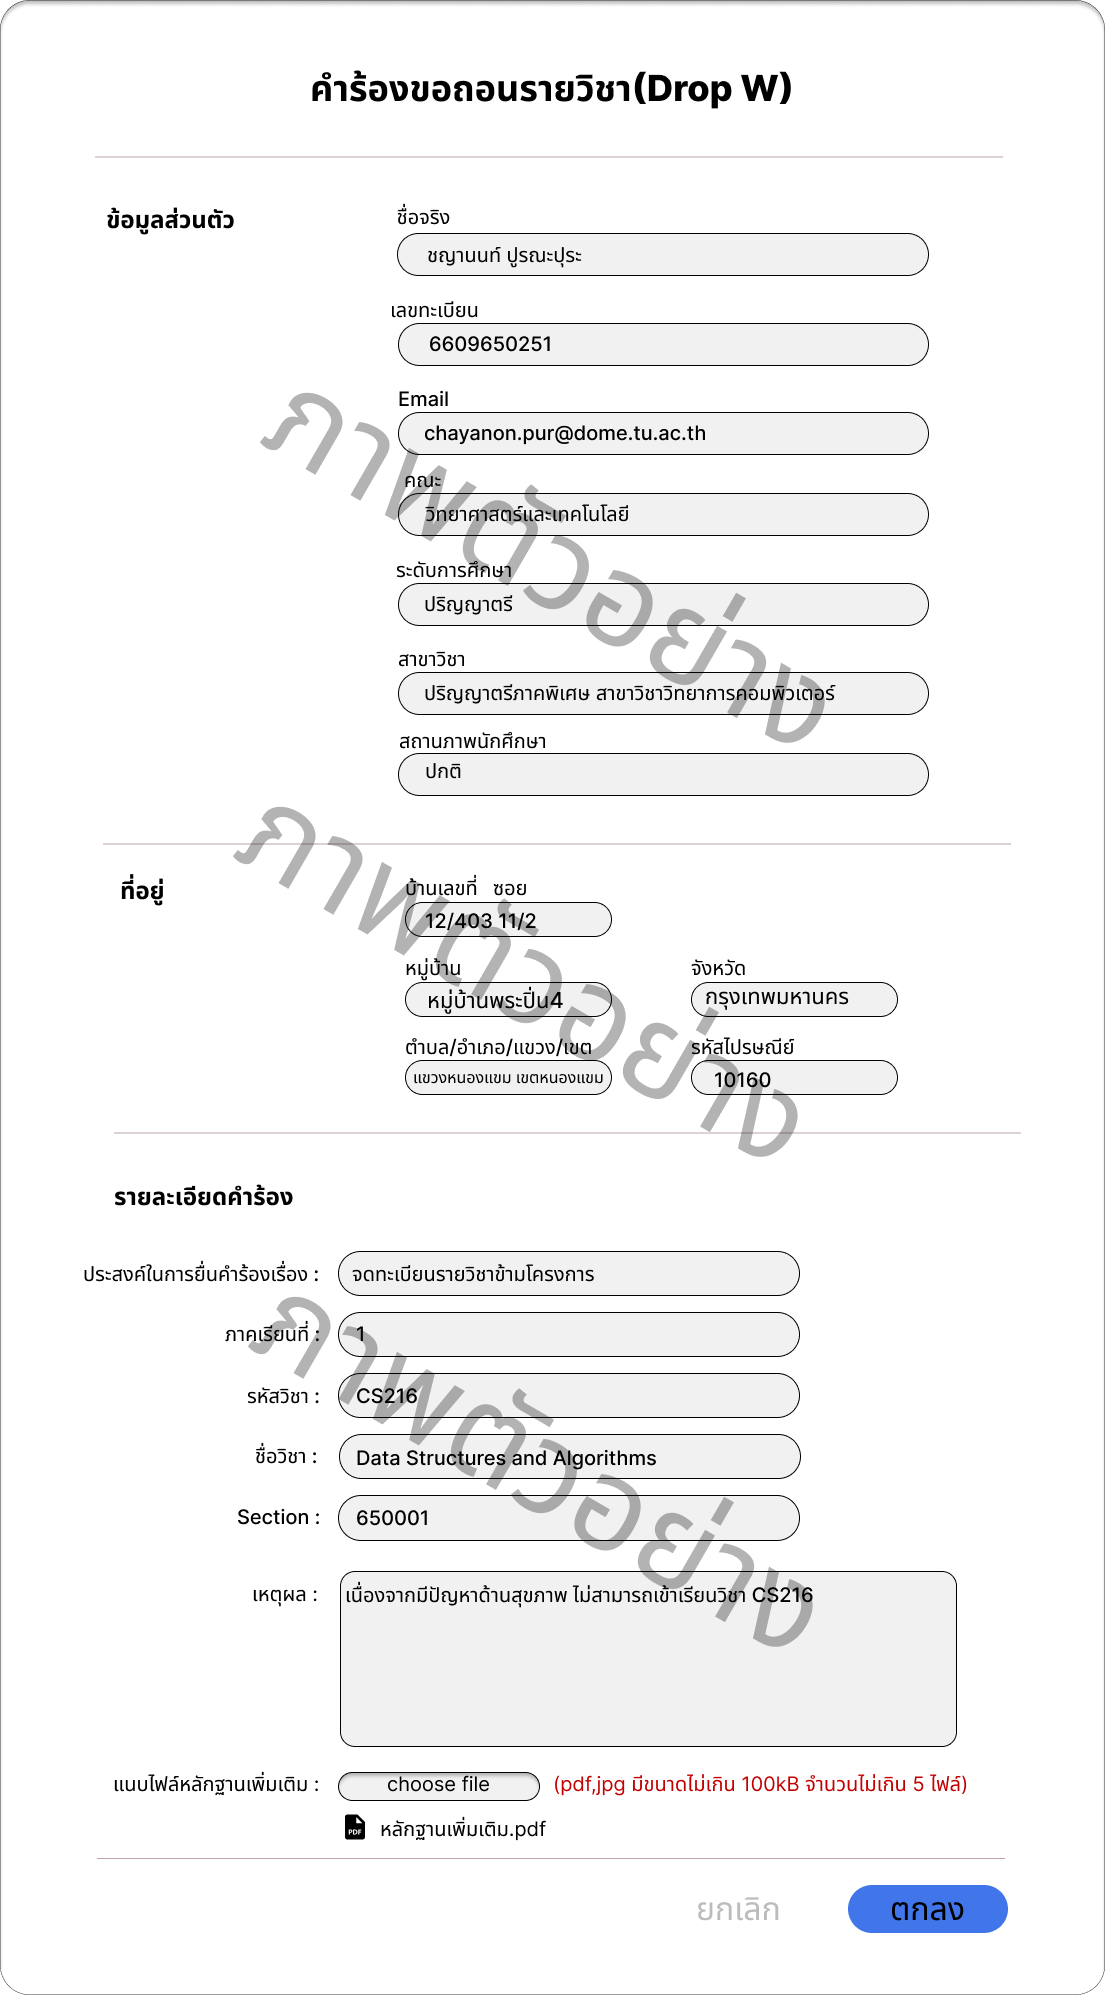 คำร้องขอถอนรายวิชา(Drop W)
ข้อมูลส่วนตัว
ชื่อจริง
ชญานนท์ ปูรณะปุระ
เลขทะเบียน
6609650251
Email
chayanon.pur@dome.tu.ac.th
คณะ
วิทยาศาสตร์และเทคโนโลยี
ระดับการศึกษา
ปริญญาตรี
สาขาวิชา
ปริญญาตรีภาคพิเศษ สาขาวิชาวิทยาการคอมพิวเตอร์
สถานภาพนักศึกษา
ปกติ
ภาพตัวอย่าง
ที่อยู่
บ้านเลขที่ ซอย
12/403 11/2
หมู่บ้าน
หมู่บ้านพระปิ่น4
จังหวัด
กรุงเทพมหานคร
ตำบล/อำเภอ/แขวง/เขต
แขวงหนองแขม เขตหนองแขม
รหัสไปรษณีย์
10160
ภาพตัวอย่าง
รายละเอียดคำร้อง
ประสงค์ในการยื่นคำร้องเรื่อง : จดทะเบียนรายวิชาข้ามโครงการ
ภาคเรียนที่ : 1
รหัสวิชา : CS216
ชื่อวิชา : Data Structures and Algorithms
Section : 650001
เหตุผล : เนื่องจากมีปัญหาด้านสุขภาพ ไม่สามารถเข้าเรียนวิชา CS216
ภาพตัวอย่าง
แนบไฟล์หลักฐานเพิ่มเติม : choose file (pdf,jpg มีขนาดไม่เกิน 100kB จำนวนไม่เกิน 5 ไฟล์)
PDF หลักฐานเพิ่มเติม.pdf
ยกเลิก ตกลง